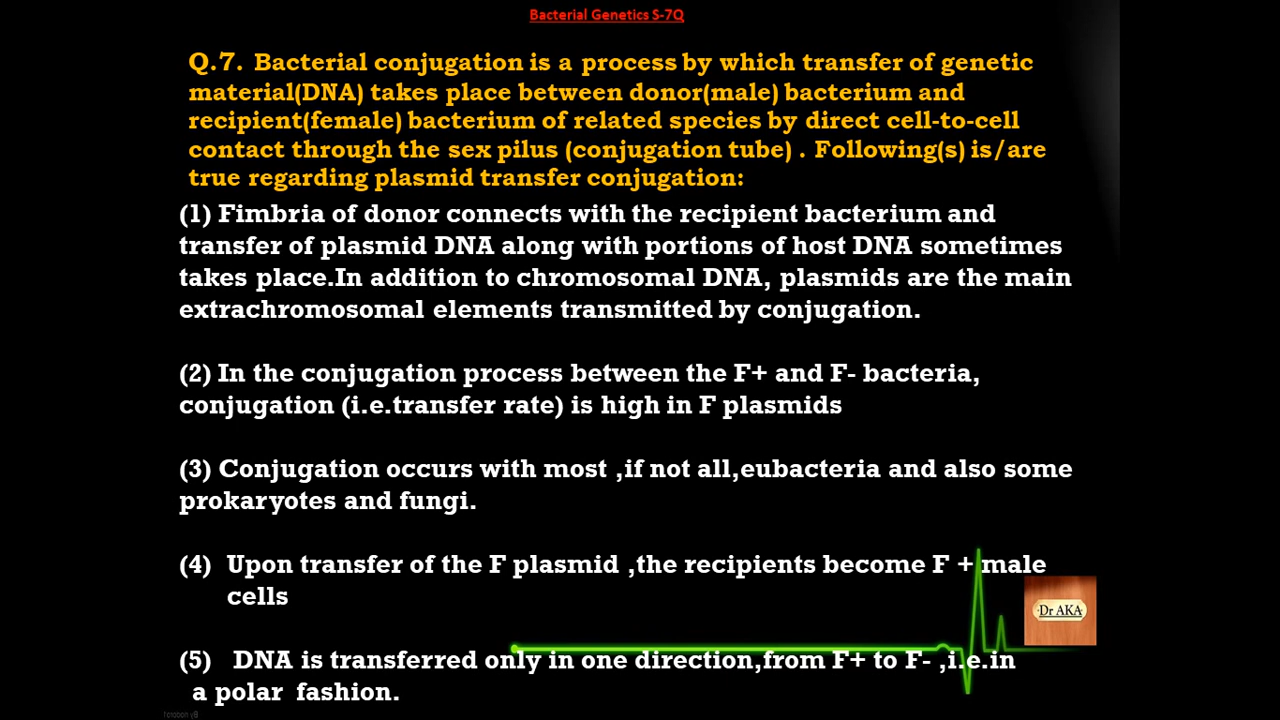 Bacterial Genetics S-7Q
Q.7. Bacterial conjugation is a process by which transfer of genetic
material(DNA) takes place between donor(male) bacterium and
recipient(female) bacterium of related species by direct cell-to-cell
contact through the sex pilus (conjugation tube) . Following(s) is/are
true regarding plasmid transfer conjugation:
(1) Fimbria of donor connects with the recipient bacterium and
transfer of plasmid DNA along with portions of host DNA sometimes
takes place.In addition to chromosomal DNA, plasmids are the main
extrachromosomal elements transmitted by conjugation.
(2) In the conjugation process between the F+ and F- bacteria,
conjugation (i.e.transfer rate) is high in F plasmids
(3) Conjugation occurs with most ,if not all,eubacteria and also some
prokaryotes and fungi.
(4) Upon transfer of the F plasmid ,the recipients become F + male
cells
Dr AKA
(5) DNA is transferred only in one direction,from F+ to F- ,i.e.in
a polar fashion.